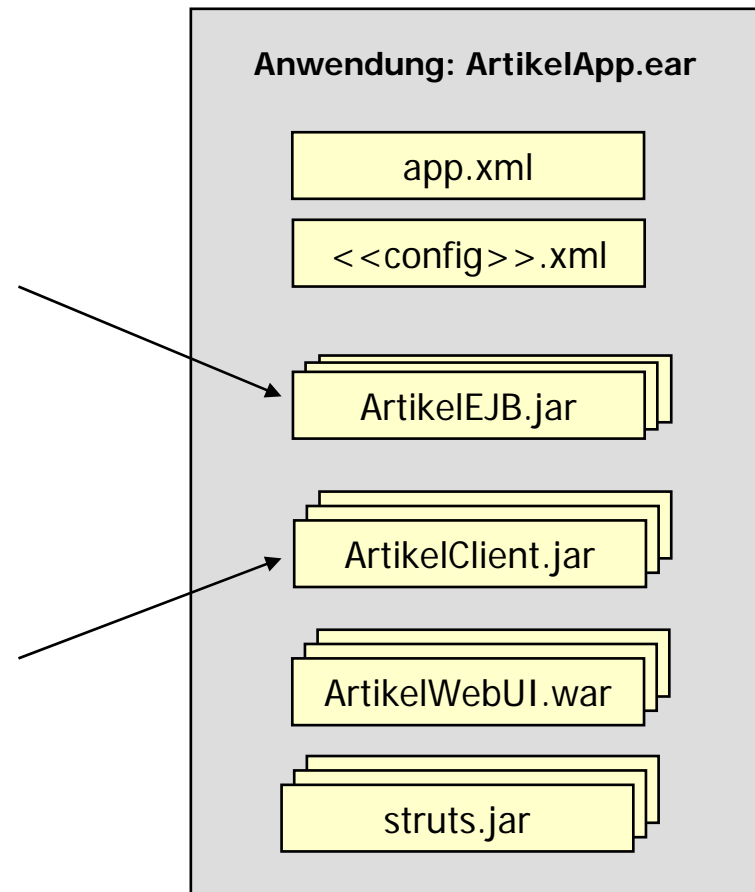 Anwendung: ArtikelApp.ear
app.xml
<<config>>.xml
ArtikelEJB.jar
ArtikelClient.jar
ArtikelWebUI.war
struts.jar